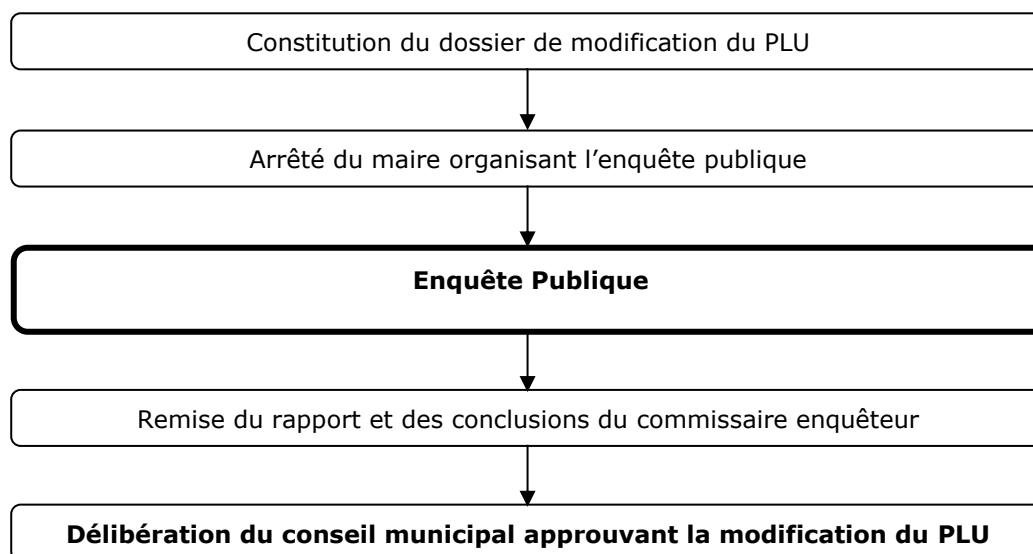 Constitution du dossier de modification du PLU
Arrêté du maire organisant l’enquête publique
Enquête Publique
Remise du rapport et des conclusions du commissaire enquêteur
Délibération du conseil municipal approuvant la modification du PLU